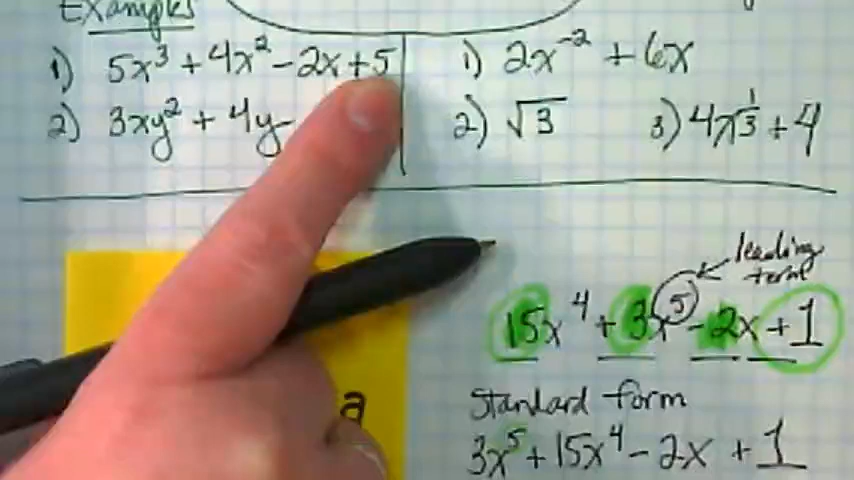 Examples
1) 5x³ + 4x² - 2x + 5
2) 3xy² + 4y -
1) 2x⁻² + 6x
2) √3
3) 4x^1/3 + 4
leading
term
15x⁴ + 3x⁵ - 2x + 1
Standard form
3x⁵ + 15x⁴ - 2x + 1
a